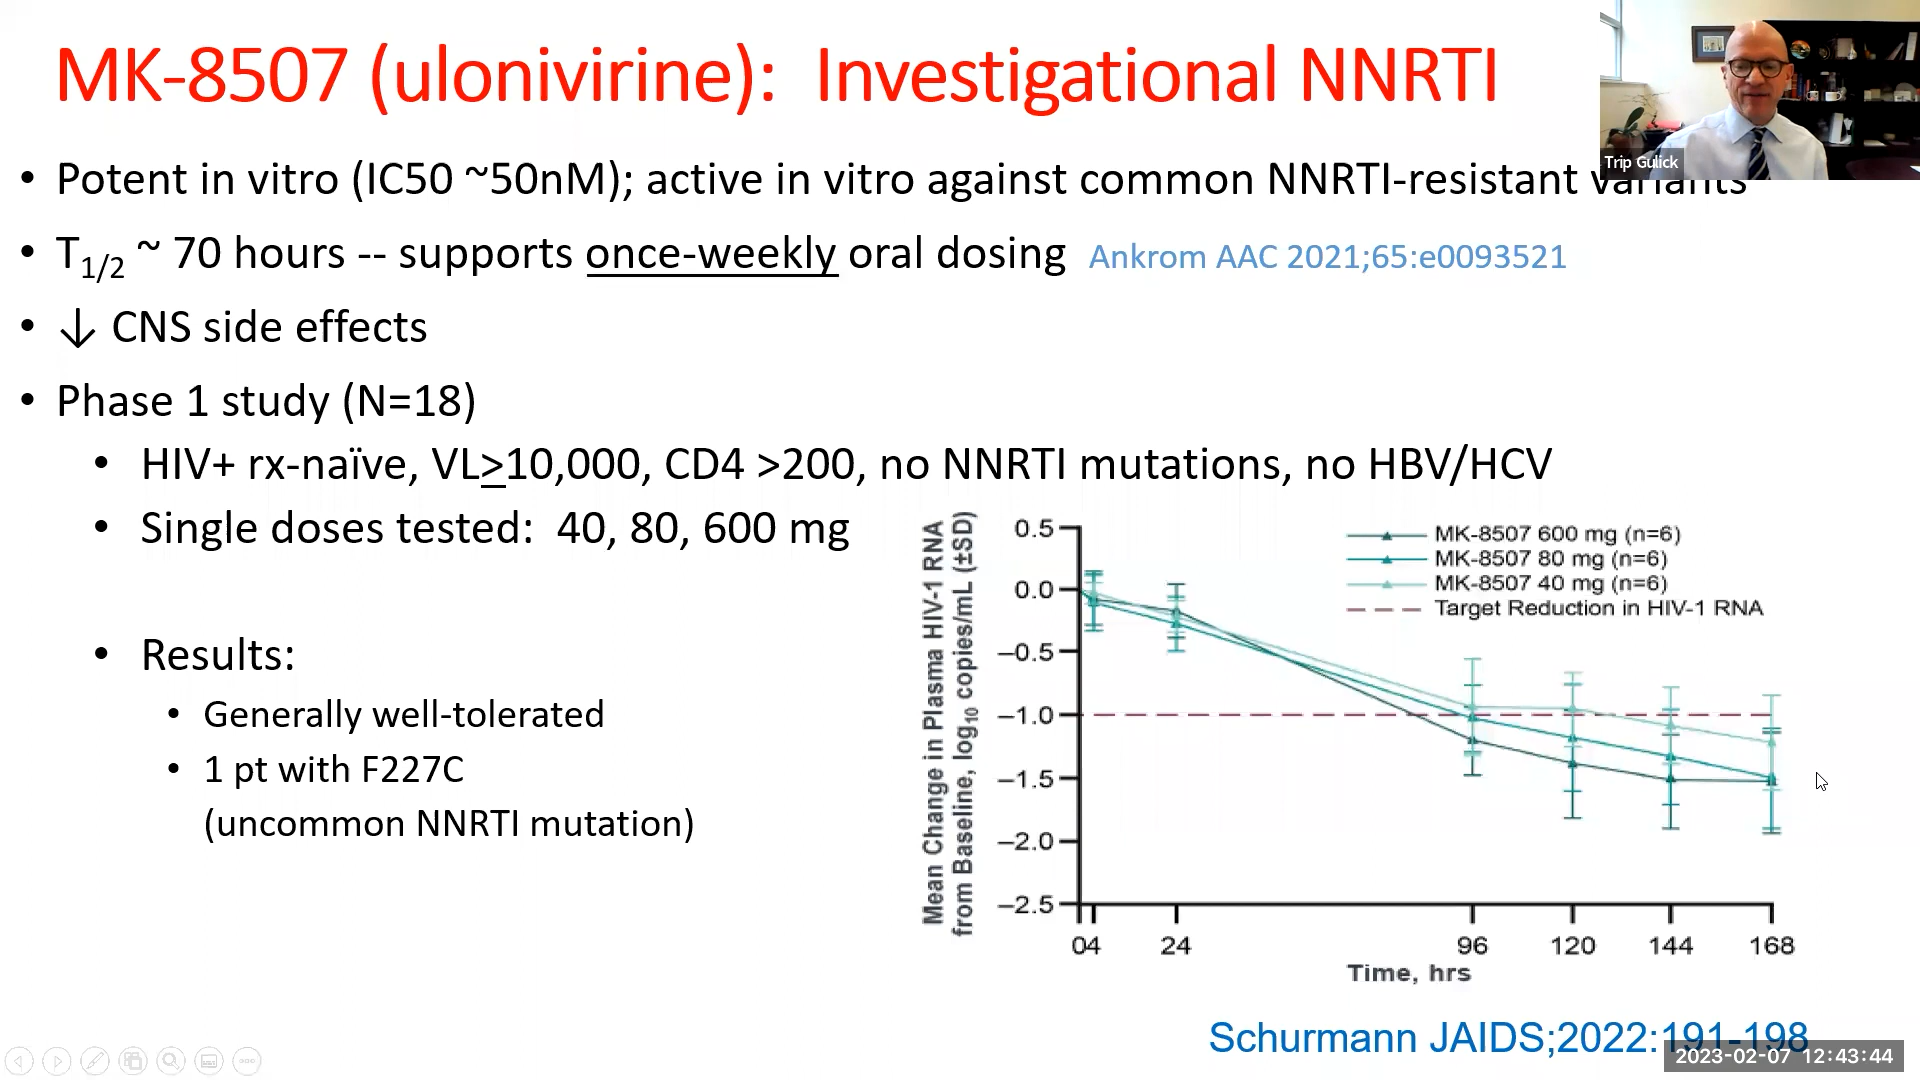 MK-8507 (ulonivirine):  Investigational NNRTI
Trip Gulick
• Potent in vitro (IC50 ~50nM); active in vitro against common NNRTI-resistant variants
• T1/2 ~ 70 hours -- supports once-weekly oral dosing  Ankrom AAC 2021;65:e0093521
• ↓ CNS side effects
• Phase 1 study (N=18)
• HIV+ rx-naïve, VL≥10,000, CD4 >200, no NNRTI mutations, no HBV/HCV
• Single doses tested:  40, 80, 600 mg
• Results:
• Generally well-tolerated
• 1 pt with F227C
(uncommon NNRTI mutation)
Mean Change in Plasma HIV-1 RNA
from Baseline, log10 copies/mL (±SD)
0.5
0.0
–0.5
–1.0
–1.5
–2.0
–2.5
MK-8507 600 mg (n=6)
MK-8507 80 mg (n=6)
MK-8507 40 mg (n=6)
Target Reduction in HIV-1 RNA
04 24 96 120 144 168
Time, hrs
Schurmann JAIDS;2022:191-198
2023-02-07 12:43:44